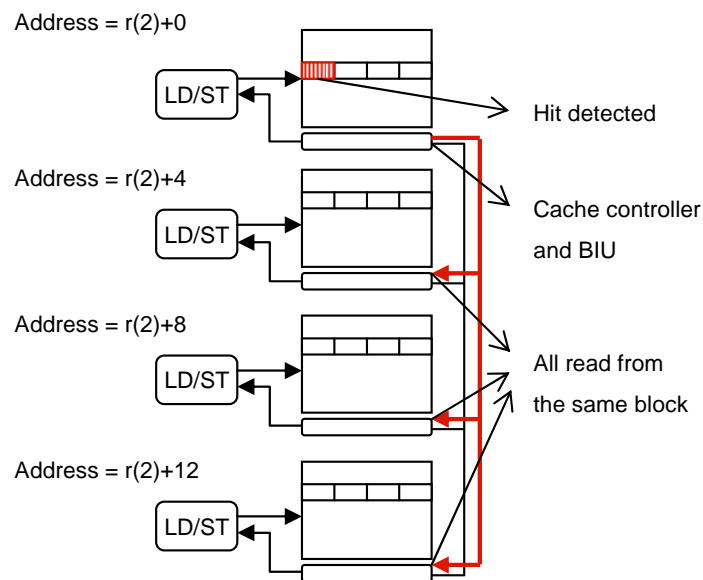 Address = r(2)+0
LD/ST
Hit detected
Address = r(2)+4
Cache controller
and BIU
LD/ST
Address = r(2)+8
LD/ST
All read from
the same block
Address = r(2)+12
LD/ST